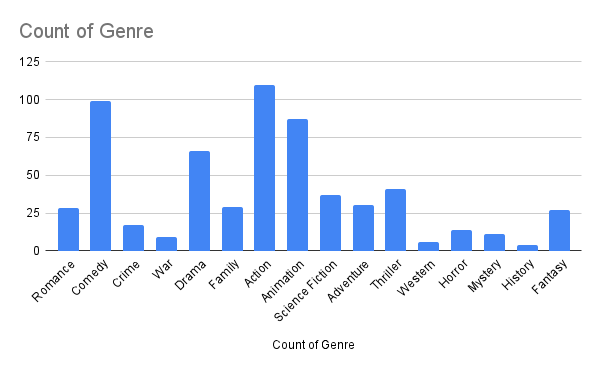 Count of Genre
125
100
75
50
25
0
Romance
Comedy
Crime
War
Drama
Family
Action
Animation
Science Fiction
Adventure
Thriller
Western
Horror
Mystery
History
Fantasy
Count of Genre